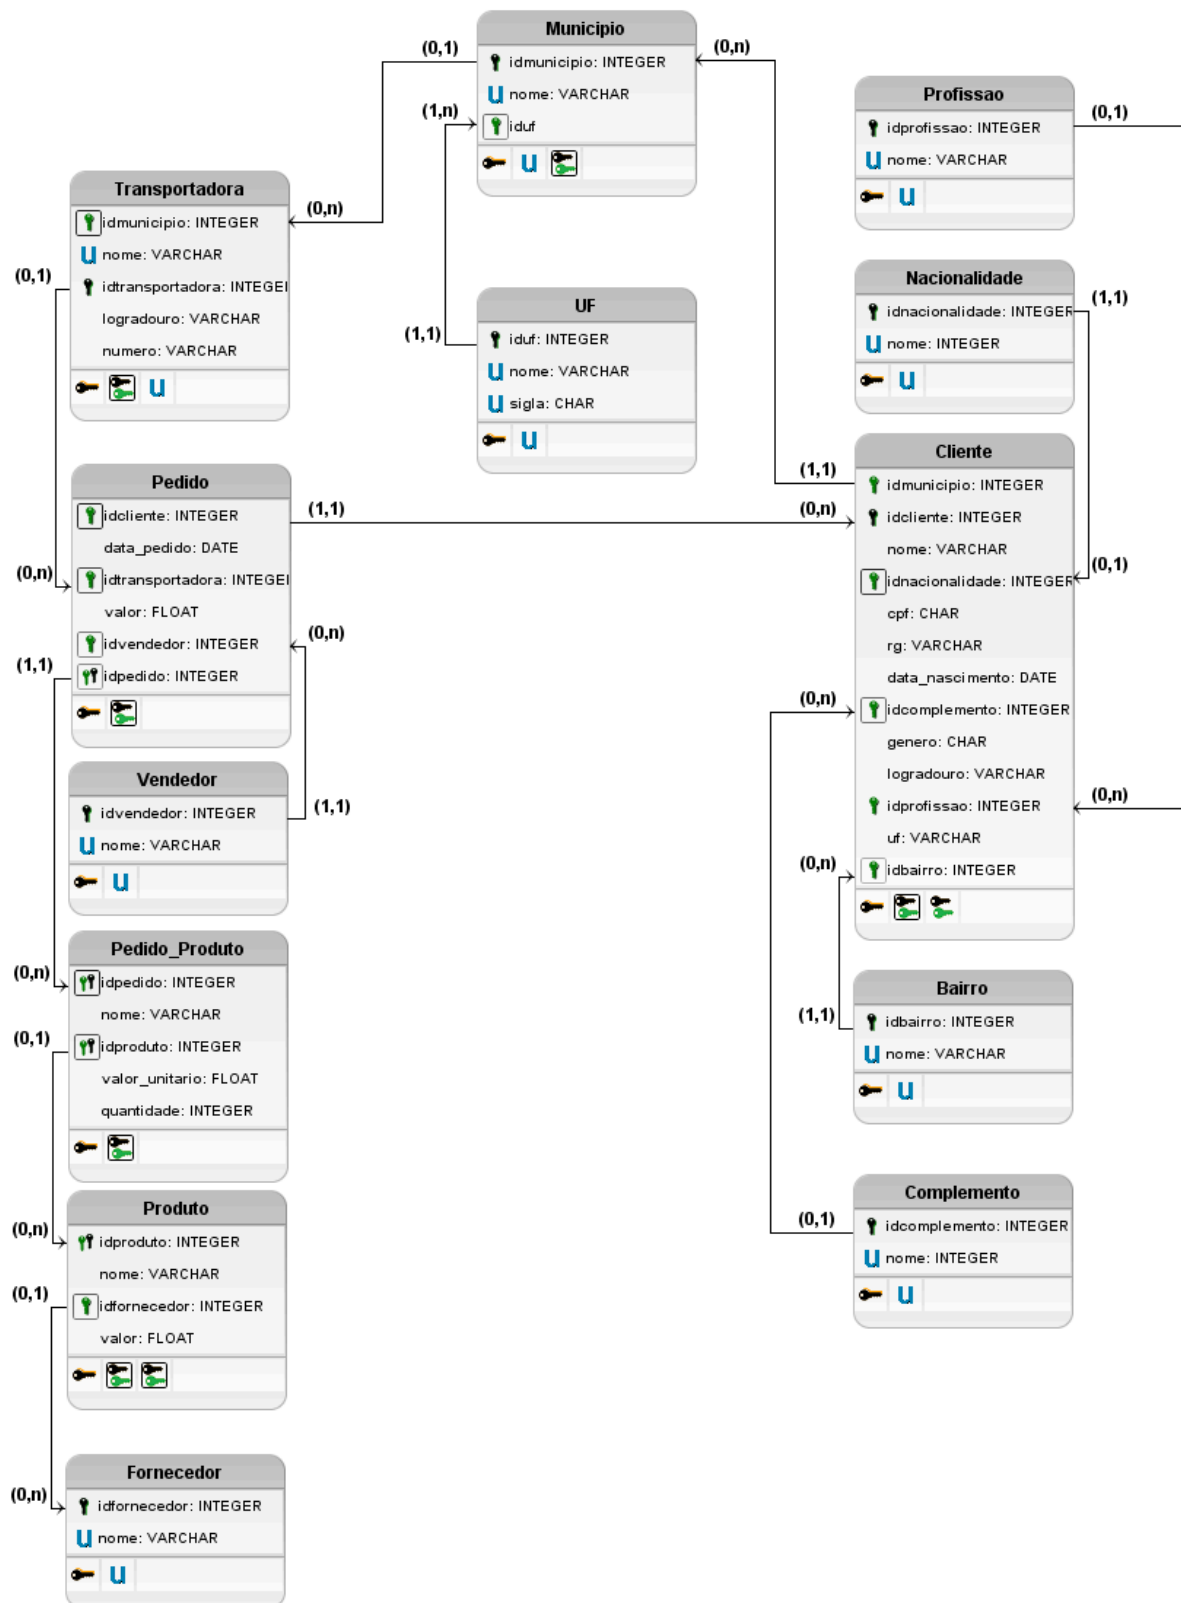 Municipio
idmunicipio: INTEGER
nome: VARCHAR
iduf
(0,1)
(0,n)
(1,n)
Profissao
idprofissao: INTEGER
nome: VARCHAR
(0,1)
Transportadora
idmunicipio: INTEGER
nome: VARCHAR
idtransportadora: INTEGEI
logradouro: VARCHAR
numero: VARCHAR
(0,n)
(0,1)
Nacionalidade
idnacionalidade: INTEGER
nome: INTEGER
(1,1)
UF
iduf: INTEGER
nome: VARCHAR
sigla: CHAR
(1,1)
Cliente
idmunicipio: INTEGER
idcliente: INTEGER
nome: VARCHAR
idnacionalidade: INTEGER
cpf: CHAR
rg: VARCHAR
data_nascimento: DATE
idcomplemento: INTEGER
genero: CHAR
logradouro: VARCHAR
idprofissao: INTEGER
uf: VARCHAR
idbairro: INTEGER
(1,1)
(0,n)
(0,1)
(0,n)
(0,n)
(0,n)
Pedido
idcliente: INTEGER
data_pedido: DATE
idtransportadora: INTEGEI
valor: FLOAT
idvendedor: INTEGER
idpedido: INTEGER
(1,1)
(0,n)
(0,n)
(1,1)
Vendedor
idvendedor: INTEGER
nome: VARCHAR
(1,1)
Pedido_Produto
idpedido: INTEGER
nome: VARCHAR
idproduto: INTEGER
valor_unitario: FLOAT
quantidade: INTEGER
(0,n)
(0,1)
Bairro
idbairro: INTEGER
nome: VARCHAR
(1,1)
Produto
idproduto: INTEGER
nome: VARCHAR
idfornecedor: INTEGER
valor: FLOAT
(0,n)
(0,1)
Complemento
idcomplemento: INTEGER
nome: INTEGER
(0,1)
Fornecedor
idfornecedor: INTEGER
nome: VARCHAR
(0,n)